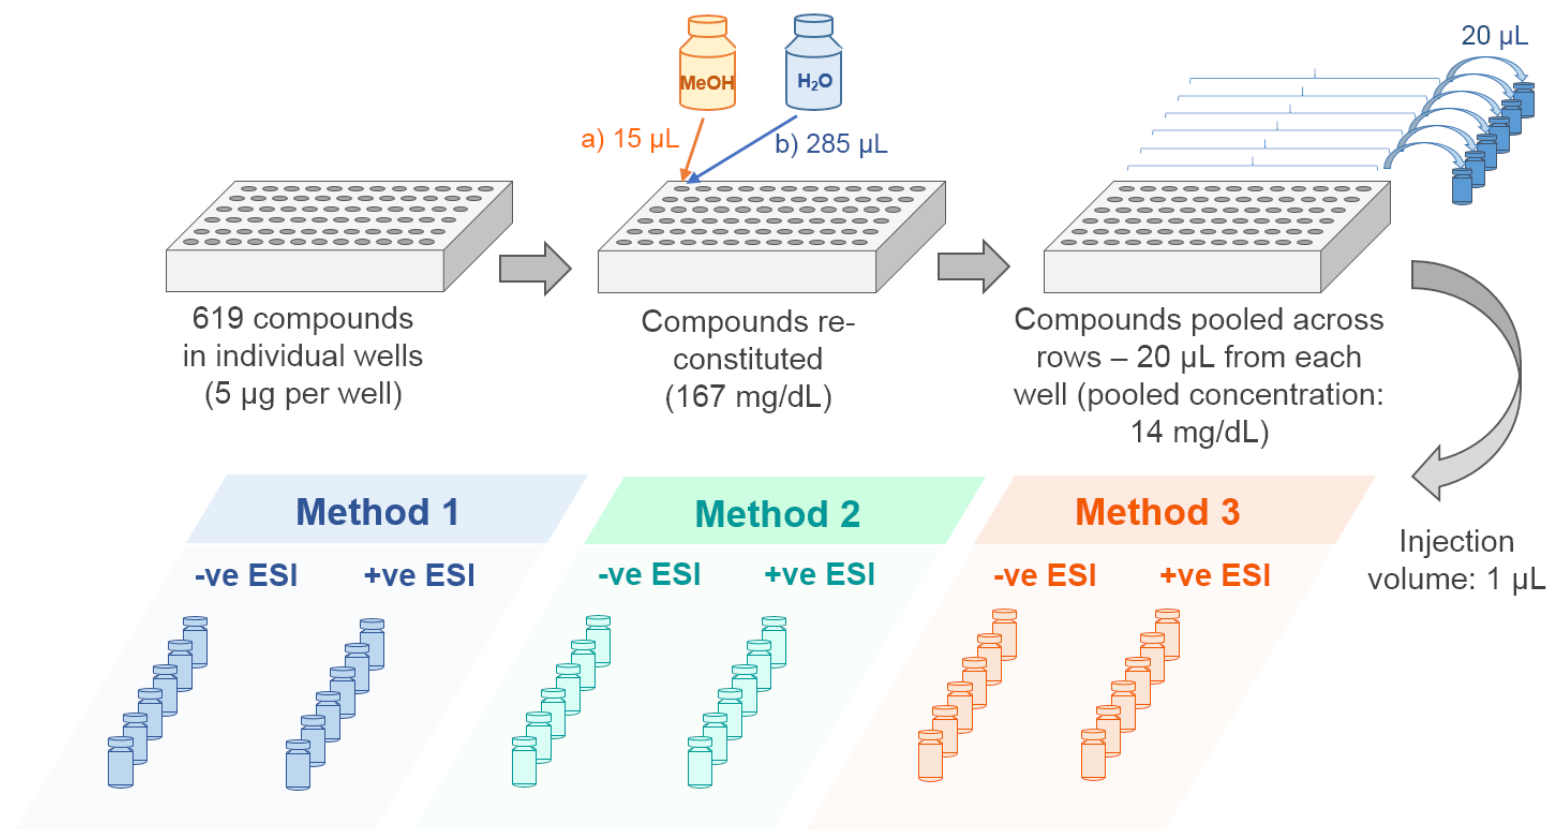 20 µL
MeOH
H₂O
a) 15 µL
b) 285 µL
619 compounds
in individual wells
(5 µg per well)
Compounds re-
constituted
(167 mg/dL)
Compounds pooled across
rows – 20 µL from each
well (pooled concentration:
14 mg/dL)
Injection
volume: 1 µL
Method 1
-ve ESI +ve ESI
Method 2
-ve ESI +ve ESI
Method 3
-ve ESI +ve ESI